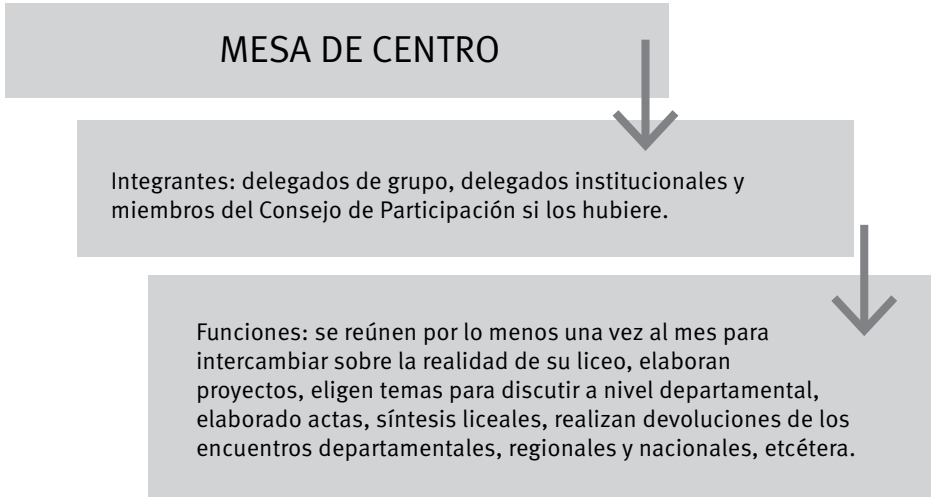 MESA DE CENTRO
Integrantes: delegados de grupo, delegados institucionales y
miembros del Consejo de Participación si los hubiere.
Funciones: se reúnen por lo menos una vez al mes para
intercambiar sobre la realidad de su liceo, elaboran
proyectos, eligen temas para discutir a nivel departamental,
elaborado actas, síntesis liceales, realizan devoluciones de los
encuentros departamentales, regionales y nacionales, etcétera.